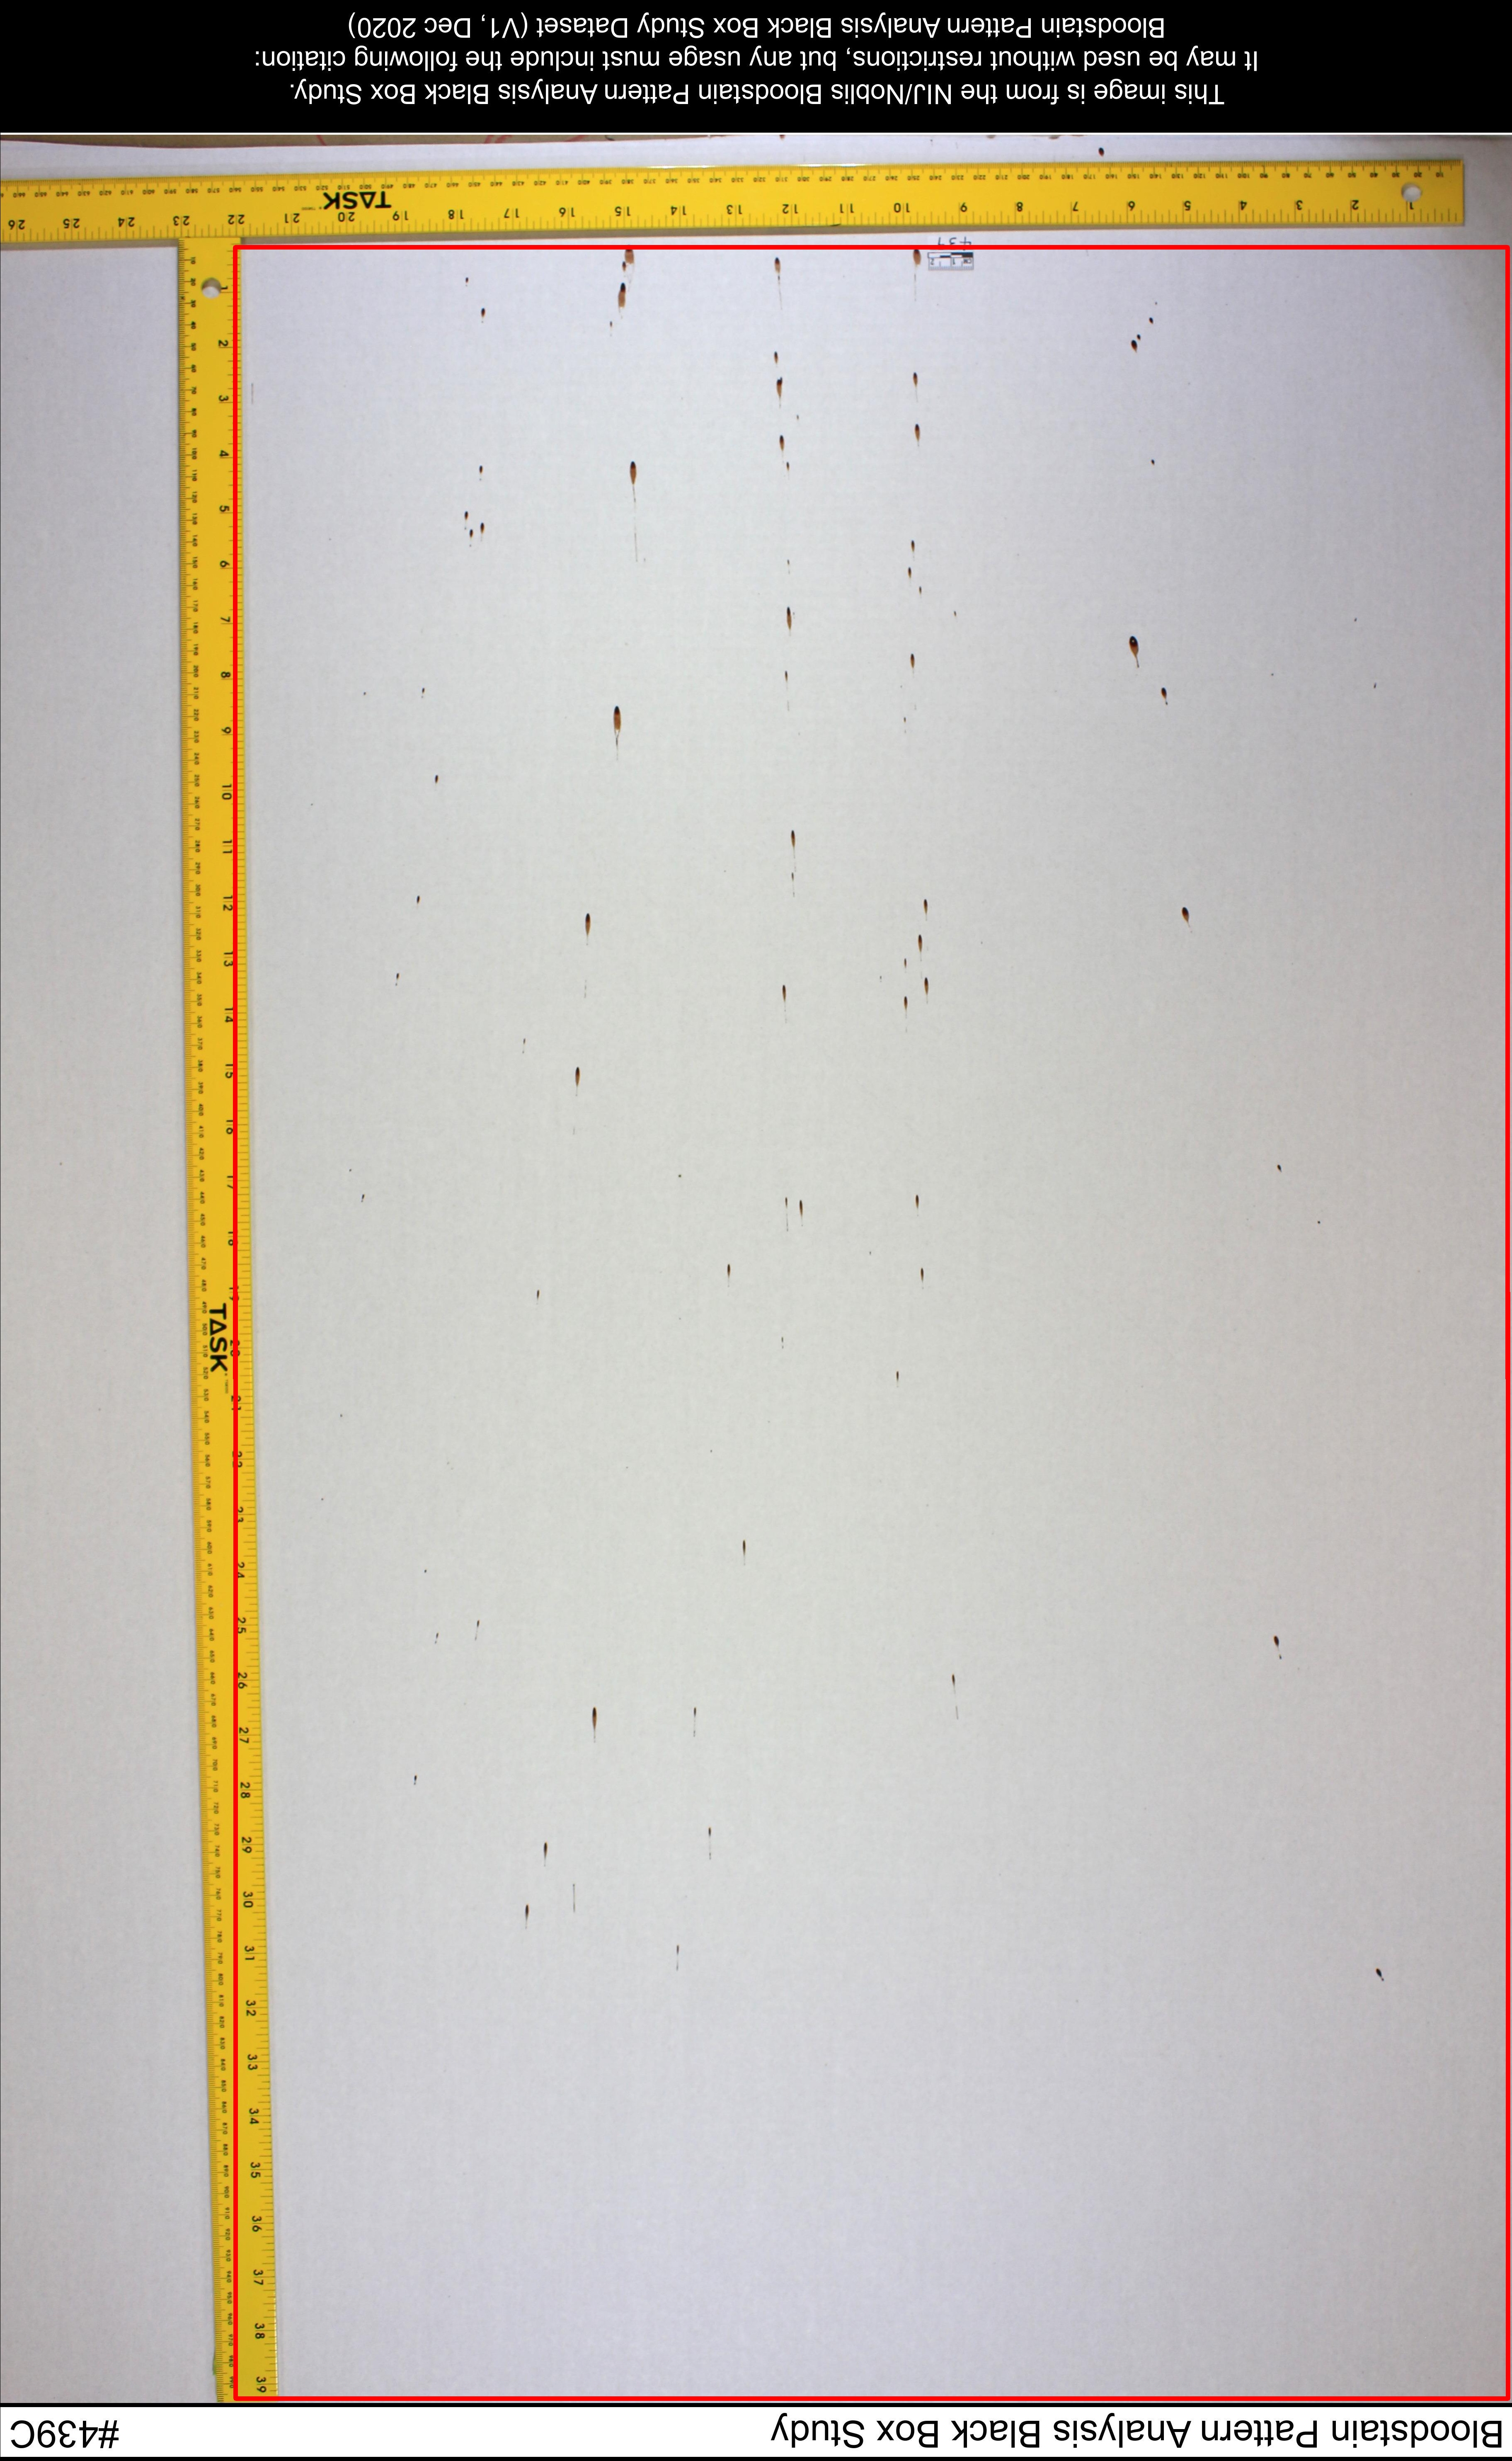 Bloodstain Pattern Analysis Black Box Study #439C
39 38 37 36 35 34 33 32 31 30 29 28 27 26 25 24 23 22 21 20 19 18 17 16 15 14 13 12 11 10 9 8 7 6 5 4 3 2 1
TASK
439
1 2 3 4 5 6 7 8 9 10 11 12 13 14 15 16 17 18 19 20 21 22 23 24 25 26
TASK
This image is from the NIJ/Noblis Bloodstain Pattern Analysis Black Box Study.
It may be used without restrictions, but any usage must include the following citation:
Bloodstain Pattern Analysis Black Box Study Dataset (V1, Dec 2020)